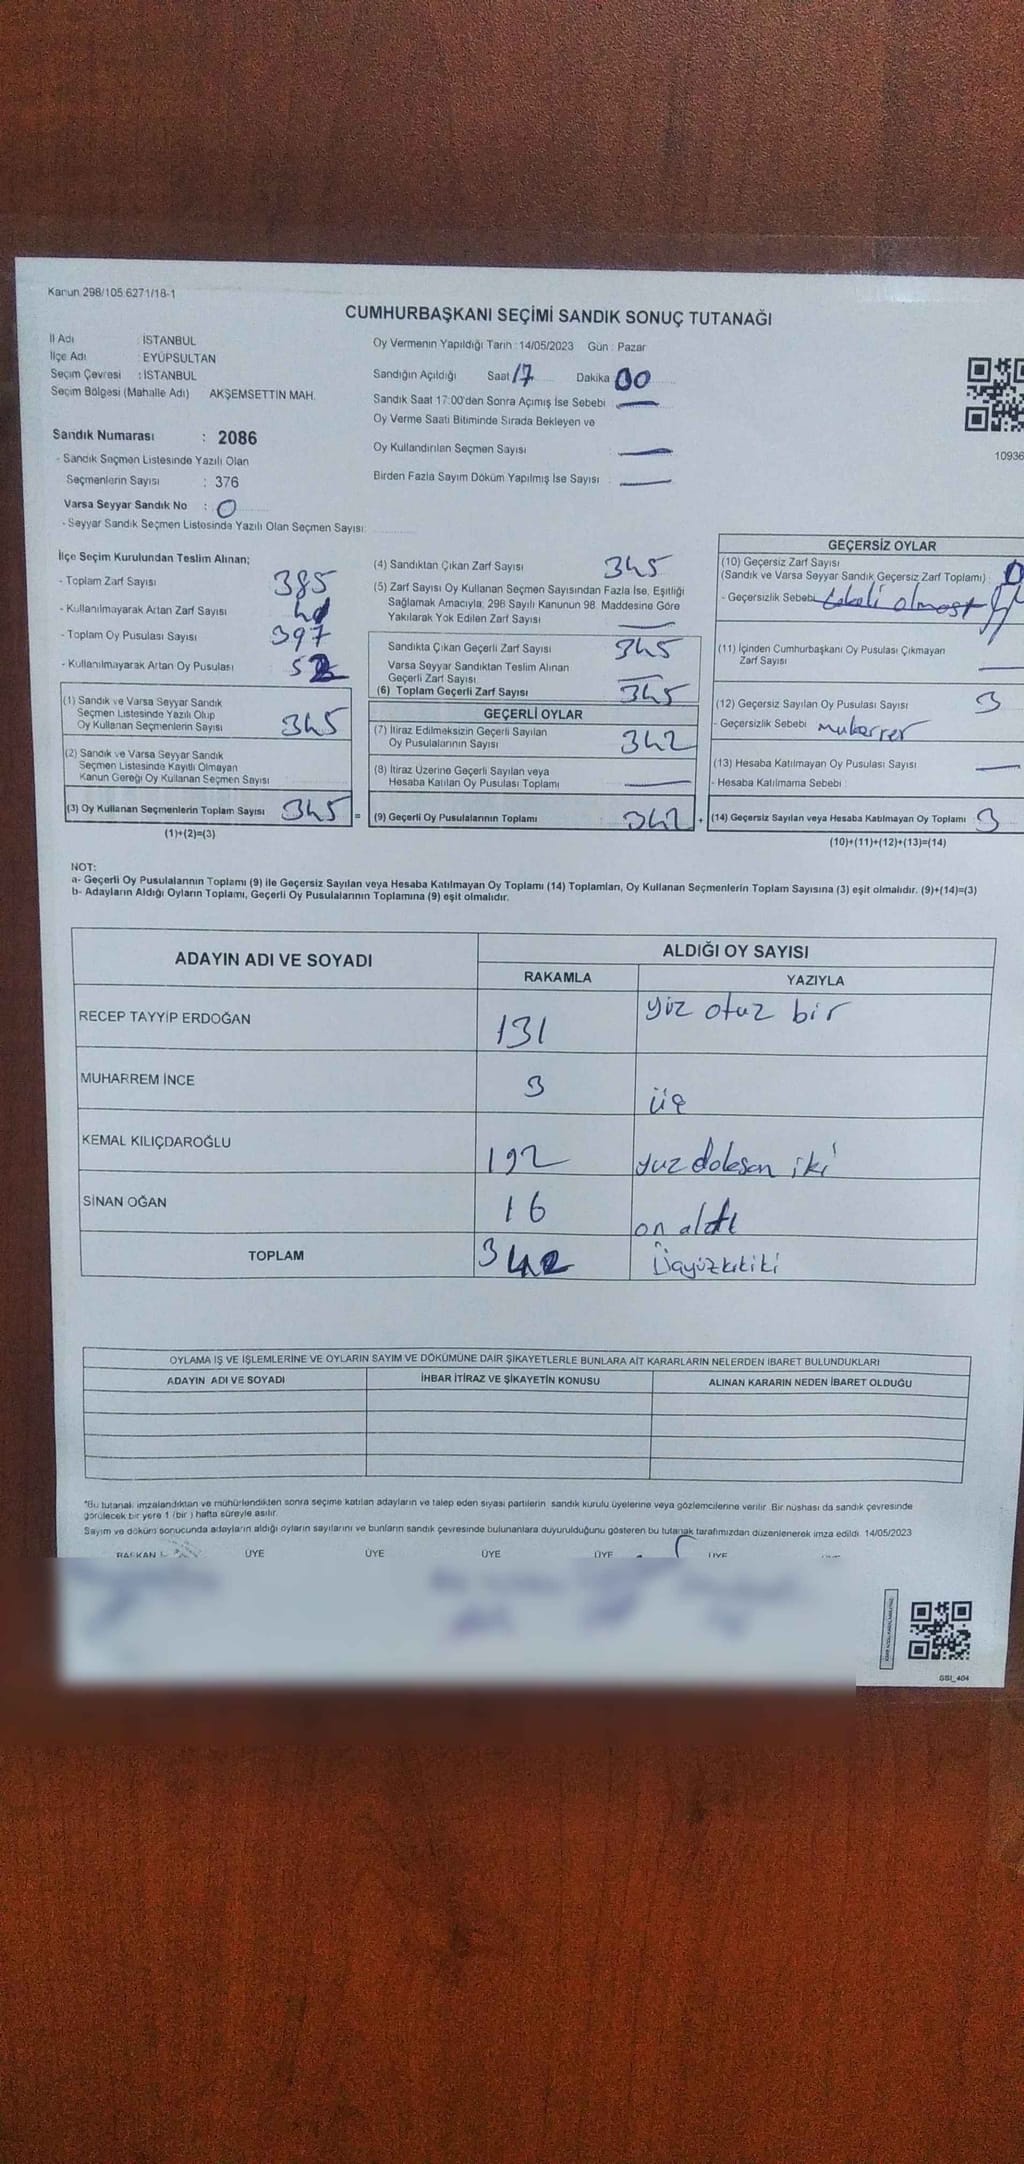 Kanun 298/105 6271/18-1
CUMHURBAŞKANI SEÇİMİ SANDIK SONUÇ TUTANAĞI
İl Adı : İSTANBUL
İlçe Adı : EYÜPSULTAN
Seçim Çevresi : İSTANBUL
Seçim Bölgesi (Mahalle Adı) AKŞEMSETTİN MAH.
Sandık Numarası : 2086
- Sandık Seçmen Listesinde Yazılı Olan
Seçmenlerin Sayısı : 376
Varsa Seyyar Sandık No : 0
- Seyyar Sandık Seçmen Listesinde Yazılı Olan Seçmen Sayısı:
Oy Vermenin Yapıldığı Tarih : 14/05/2023 Gün : Pazar
Sandığın Açıldığı Saat 17 Dakika 00
Sandık Saat 17:00'den Sonra Açımış İse Sebebi : —
Oy Verme Saati Bitiminde Sırada Bekleyen ve
Oy Kullandırılan Seçmen Sayısı : —
Birden Fazla Sayım Döküm Yapılmış İse Sayısı : —
10936
İlçe Seçim Kurulundan Teslim Alınan;
- Toplam Zarf Sayısı 385
- Kullanılmayarak Artan Zarf Sayısı
- Toplam Oy Pusulası Sayısı 397
- Kullanılmayarak Artan Oy Pusulası
(1) Sandık ve Varsa Seyyar Sandık
Seçmen Listesinde Yazılı Olup
Oy Kullanan Seçmenlerin Sayısı 345
(2) Sandık ve Varsa Seyyar Sandık
Seçmen Listesinde Kayıtlı Olmayan
Kanun Gereği Oy Kullanan Seçmen Sayısı
(3) Oy Kullanan Seçmenlerin Toplam Sayısı 345 =
(1)+(2)=(3)
(4) Sandıktan Çıkan Zarf Sayısı 345
(5) Zarf Sayısı Oy Kullanan Seçmen Sayısından Fazla İse, Eşitliği
Sağlamak Amacıyla; 298 Sayılı Kanunun 98. Maddesine Göre
Yakılarak Yok Edilen Zarf Sayısı —
Sandıkta Çıkan Geçerli Zarf Sayısı 345
Varsa Seyyar Sandıktan Teslim Alınan
Geçerli Zarf Sayısı —
(6) Toplam Geçerli Zarf Sayısı 345
GEÇERLİ OYLAR
(7) İtiraz Edilmeksizin Geçerli Sayılan
Oy Pusulalarının Sayısı 342
(8) İtiraz Üzerine Geçerli Sayılan veya
Hesaba Katılan Oy Pusulası Toplamı —
(9) Geçerli Oy Pusulalarının Toplamı 342 +
GEÇERSİZ OYLAR
(10) Geçersiz Zarf Sayısı
(Sandık ve Varsa Seyyar Sandık Geçersiz Zarf Toplamı) : 0
- Geçersizlik Sebebi
(11) İçinden Cumhurbaşkanı Oy Pusulası Çıkmayan
Zarf Sayısı —
(12) Geçersiz Sayılan Oy Pusulası Sayısı 3
- Geçersizlik Sebebi mukerrer
(13) Hesaba Katılmayan Oy Pusulası Sayısı —
- Hesaba Katılmama Sebebi :
(14) Geçersiz Sayılan veya Hesaba Katılmayan Oy Toplamı 3
(10)+(11)+(12)+(13)=(14)
NOT:
a- Geçerli Oy Pusulalarının Toplamı (9) ile Geçersiz Sayılan veya Hesaba Katılmayan Oy Toplamı (14) Toplamları, Oy Kullanan Seçmenlerin Toplam Sayısına (3) eşit olmalıdır. (9)+(14)=(3)
b- Adayların Aldığı Oyların Toplamı, Geçerli Oy Pusulalarının Toplamına (9) eşit olmalıdır.
ADAYIN ADI VE SOYADI ALDIĞI OY SAYISI
RAKAMLA YAZIYLA
RECEP TAYYİP ERDOĞAN 131 yüz otuz bir
MUHARREM İNCE 3 üç
KEMAL KILIÇDAROĞLU 192 yuz doksan iki
SİNAN OĞAN 16 on altı
TOPLAM 342 Üçyüzkıtiki
OYLAMA İŞ VE İŞLEMLERİNE VE OYLARIN SAYIM VE DÖKÜMÜNE DAİR ŞİKAYETLERLE BUNLARA AİT KARARLARIN NELERDEN İBARET BULUNDUKLARI
ADAYIN ADI VE SOYADI İHBAR İTİRAZ VE ŞİKAYETİN KONUSU ALINAN KARARIN NEDEN İBARET OLDUĞU
*Bu tutanak imzalandıktan ve mühürlendikten sonra seçime katılan adayların ve talep eden siyasi partilerin sandık kurulu üyelerine veya gözlemcilerine verilir. Bir nüshası da sandık çevresinde
görülecek bir yere 1 (bir ) hafta süreyle asılır.
Sayım ve döküm sonucunda adayların aldığı oyların sayılarını ve bunların sandık çevresinde bulunanlara duyurulduğunu gösteren bu tutanak tarafımızdan düzenlenerek imza edildi. 14/05/2023
BAŞKAN ÜYE ÜYE ÜYE ÜYE ÜYE
SSI_404